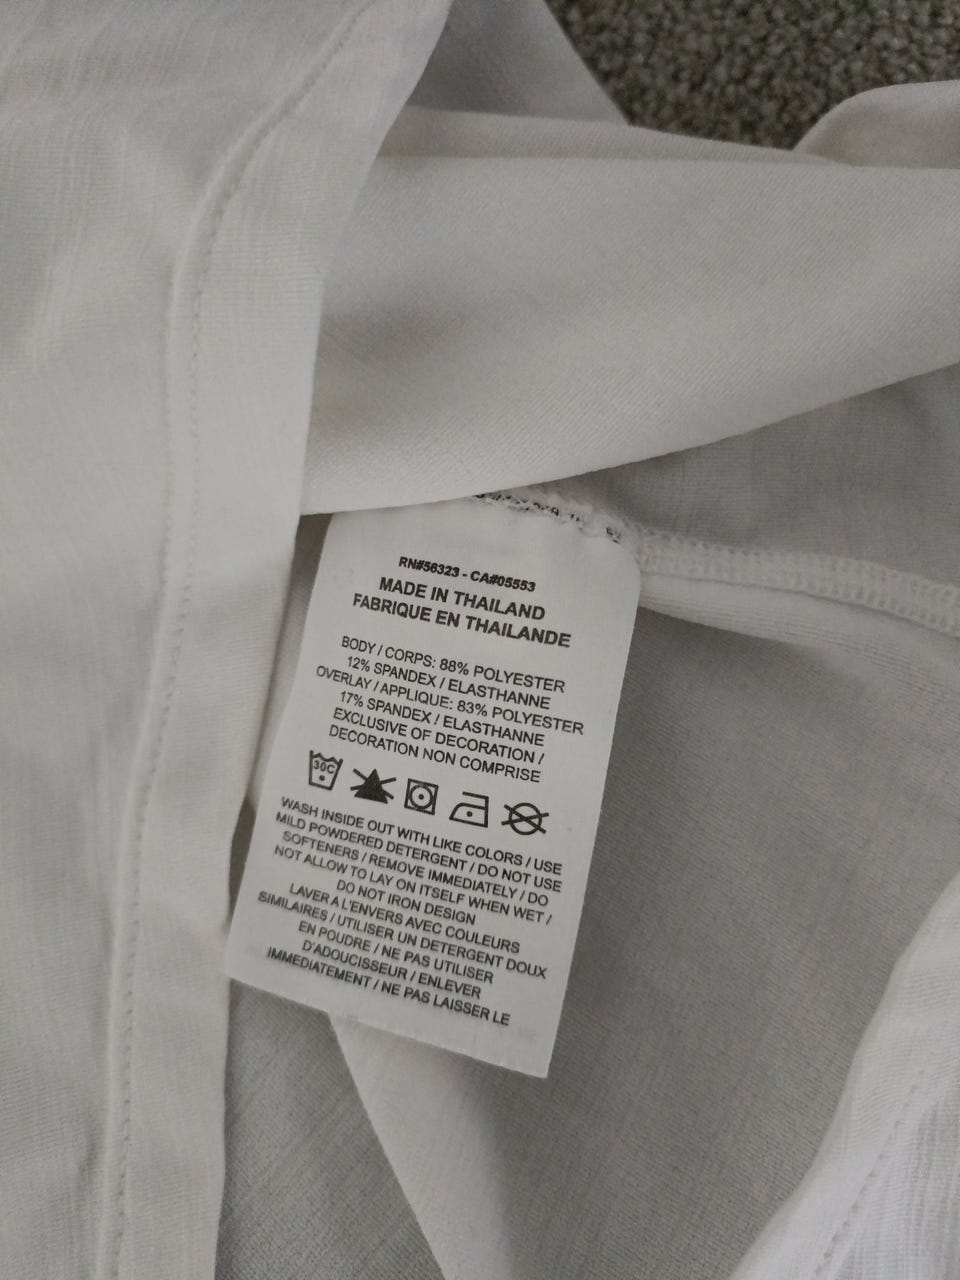 RN#56323 - CA#05553
MADE IN THAILAND
FABRIQUE EN THAILANDE
BODY / CORPS: 88% POLYESTER
12% SPANDEX / ELASTHANNE
OVERLAY / APPLIQUE: 83% POLYESTER
17% SPANDEX / ELASTHANNE
EXCLUSIVE OF DECORATION /
DECORATION NON COMPRISE
30C
WASH INSIDE OUT WITH LIKE COLORS / USE
MILD POWDERED DETERGENT / DO NOT USE
SOFTENERS / REMOVE IMMEDIATELY / DO
NOT ALLOW TO LAY ON ITSELF WHEN WET /
DO NOT IRON DESIGN
LAVER A L'ENVERS AVEC COULEURS
SIMILAIRES / UTILISER UN DETERGENT DOUX
EN POUDRE / NE PAS UTILISER
D'ADOUCISSEUR / ENLEVER
IMMEDIATEMENT / NE PAS LAISSER LE